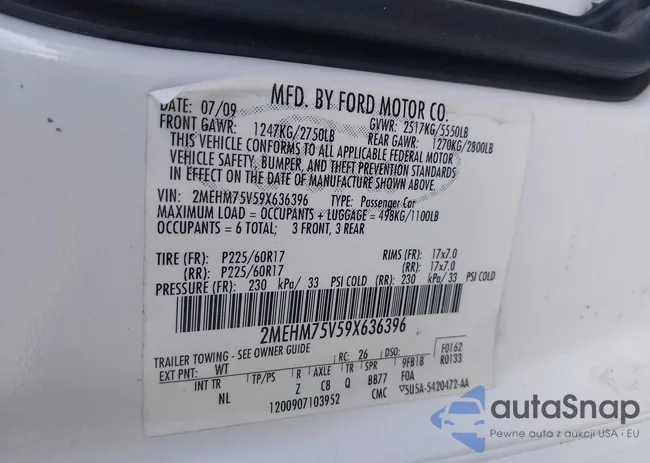 MFD. BY FORD MOTOR CO.
DATE: 07/09 GVWR: 2517KG/5550LB
FRONT GAWR: 1247KG/2750LB REAR GAWR: 1270KG/2800LB
THIS VEHICLE CONFORMS TO ALL APPLICABLE FEDERAL MOTOR
VEHICLE SAFETY, BUMPER, AND THEFT PREVENTION STANDARDS
IN EFFECT ON THE DATE OF MANUFACTURE SHOWN ABOVE.
VIN: 2MEHM75V59X636396 TYPE: Passenger Car
MAXIMUM LOAD = OCCUPANTS + LUGGAGE = 498KG/1100LB
OCCUPANTS = 6 TOTAL; 3 FRONT, 3 REAR
TIRE (FR): P225/60R17 RIMS (FR): 17x7.0
(RR): P225/60R17 (RR): 17x7.0
PRESSURE (FR): 230 kPa/ 33 PSI COLD (RR): 230 kPa/ 33 PSI COLD
2MEHM75V59X636396
TRAILER TOWING - SEE OWNER GUIDE RC: 26 DSO: F0162
EXT PNT: WT 9FB1B R0133
INT TR TP/PS R AXLE TR SPR F0A
NL Z C8 Q BB77 ▽5U5A-5420472-AA
1200907103952 CMC
autaSnap
Pewne auta z aukcji USA i EU